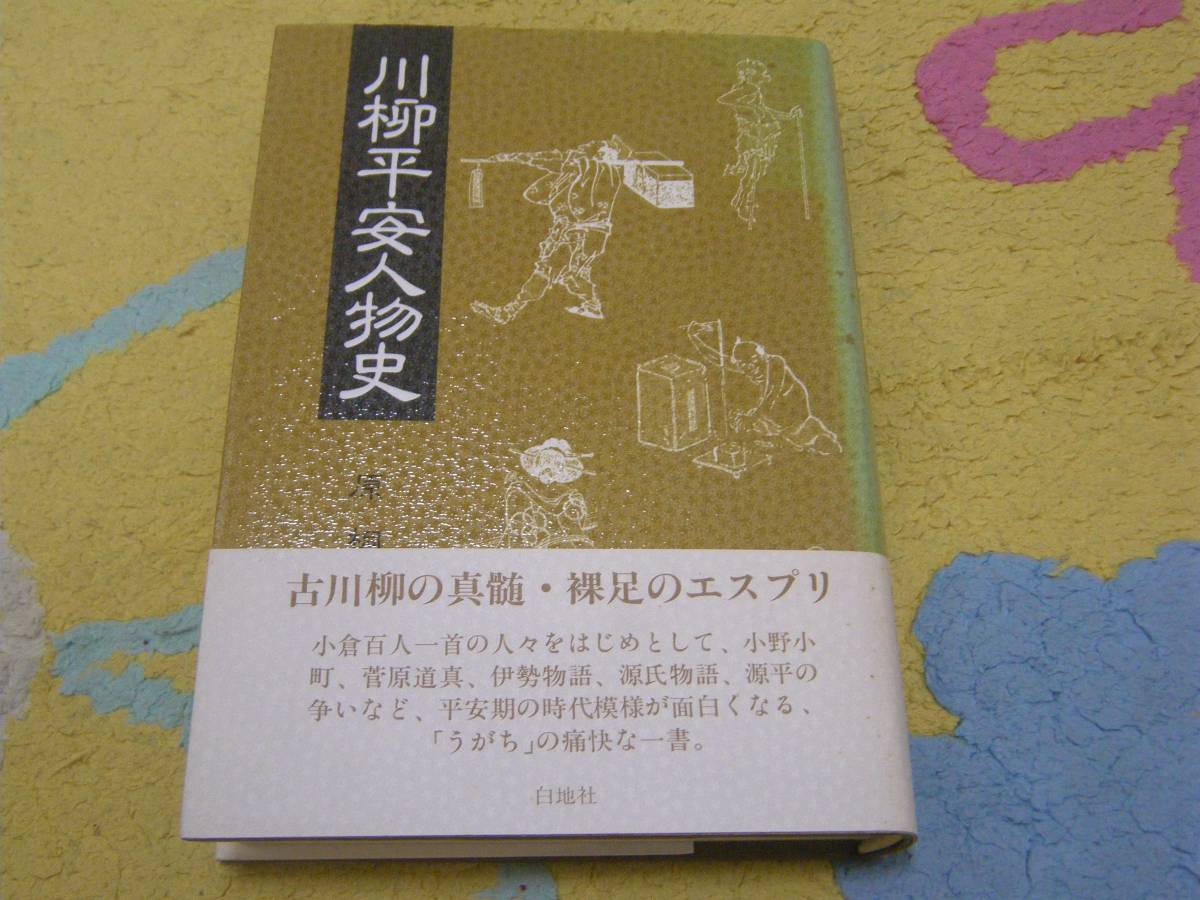 川柳平安人物史
原
古川柳の真髄・裸足のエスプリ
小倉百人一首の人々をはじめとして、小野小
町、菅原道真、伊勢物語、源氏物語、源平の
争いなど、平安期の時代模様が面白くなる、
「うがち」の痛快な一書。
白地社